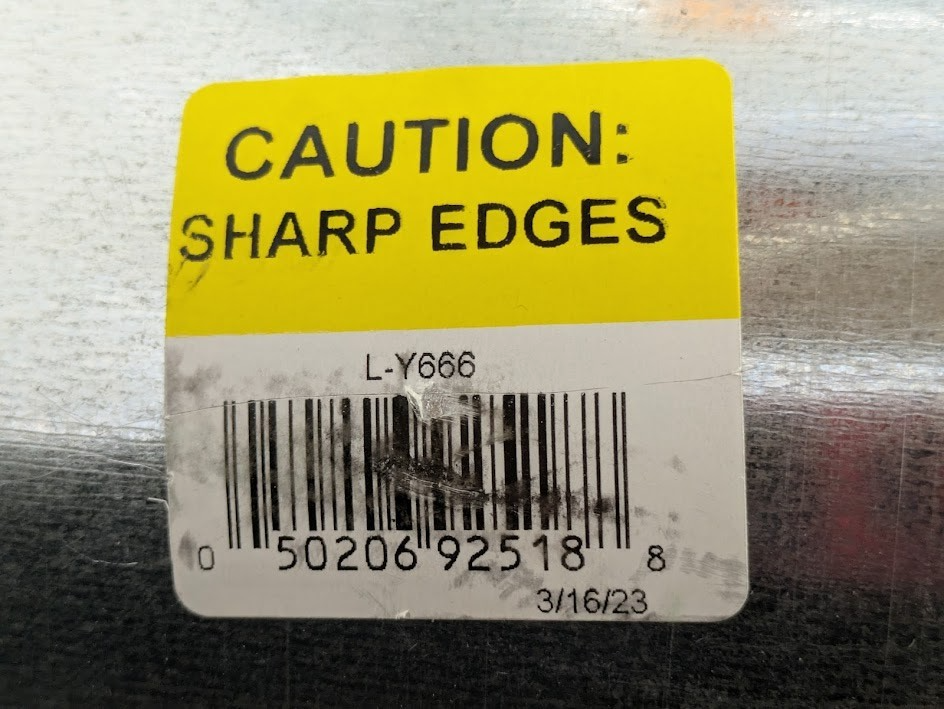 CAUTION:
SHARP EDGES
L-Y666
0 50206 92518 8
3/16/23